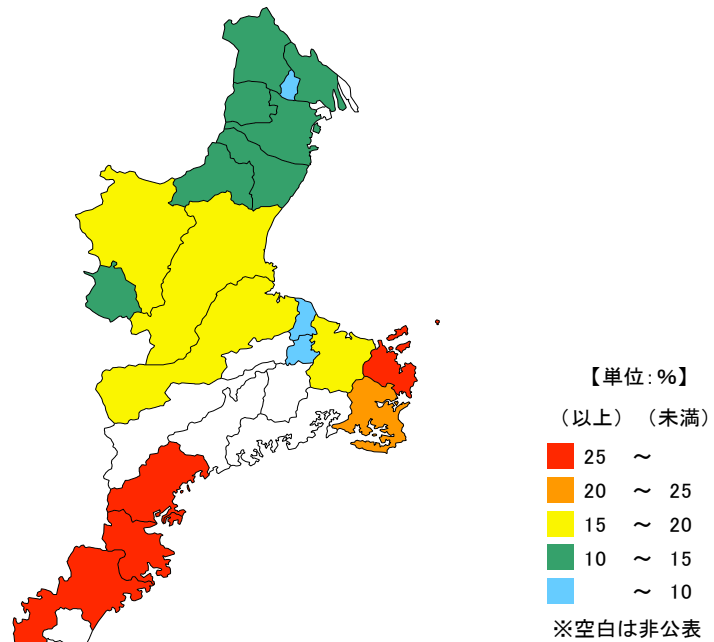 【単位:%】
（以上）（未満）
25 ～
20 ～ 25
15 ～ 20
10 ～ 15
～ 10
※空白は非公表